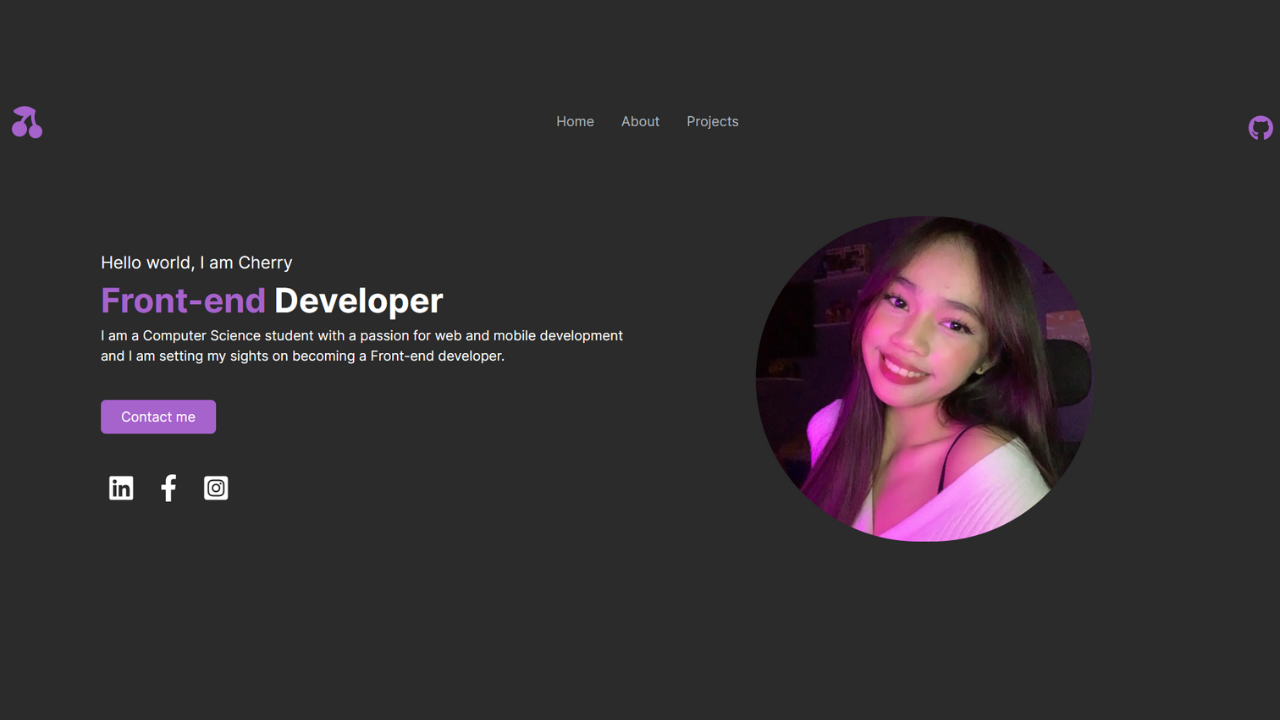 Home About Projects
Hello world, I am Cherry
Front-end Developer
I am a Computer Science student with a passion for web and mobile development
and I am setting my sights on becoming a Front-end developer.
Contact me
in